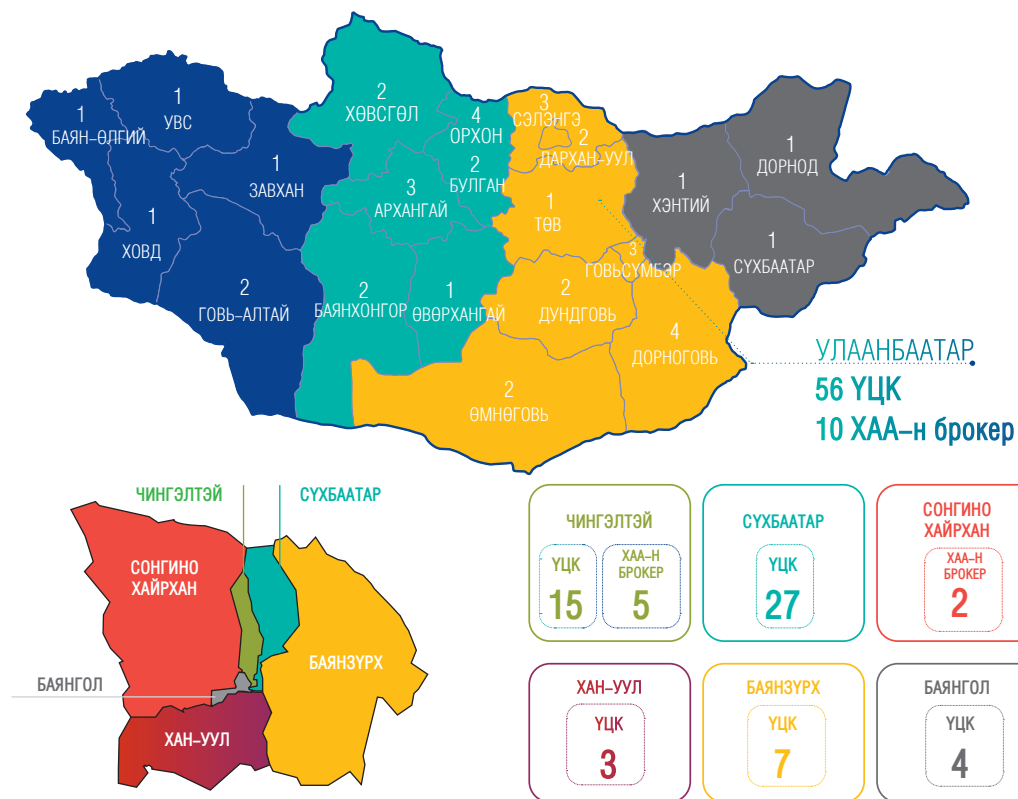 1
БАЯН-ӨЛГИЙ
1
УВС
1
ЗАВХАН
1
ХОВД
2
ГОВЬ-АЛТАЙ
2
ХӨВСГӨЛ
4
ОРХОН
2
БУЛГАН
3
АРХАНГАЙ
2
БАЯНХОНГОР
1
ӨВӨРХАНГАЙ
3
СЭЛЭНГЭ
2
ДАРХАН-УУЛ
1
ТӨВ
3
ГОВЬСҮМБЭР
2
ДУНДГОВЬ
4
ДОРНОГОВЬ
2
ӨМНӨГОВЬ
1
ХЭНТИЙ
1
ДОРНОД
1
СҮХБААТАР
УЛААНБААТАР
56 ҮЦК
10 ХАА-н брокер
ЧИНГЭЛТЭЙ
СҮХБААТАР
СОНГИНО
ХАЙРХАН
БАЯНЗҮРХ
БАЯНГОЛ
ХАН-УУЛ
ЧИНГЭЛТЭЙ
ҮЦК
15
ХАА-Н
БРОКЕР
5
СҮХБААТАР
ҮЦК
27
СОНГИНО
ХАЙРХАН
ХАА-Н
БРОКЕР
2
ХАН-УУЛ
ҮЦК
3
БАЯНЗҮРХ
ҮЦК
7
БАЯНГОЛ
ҮЦК
4